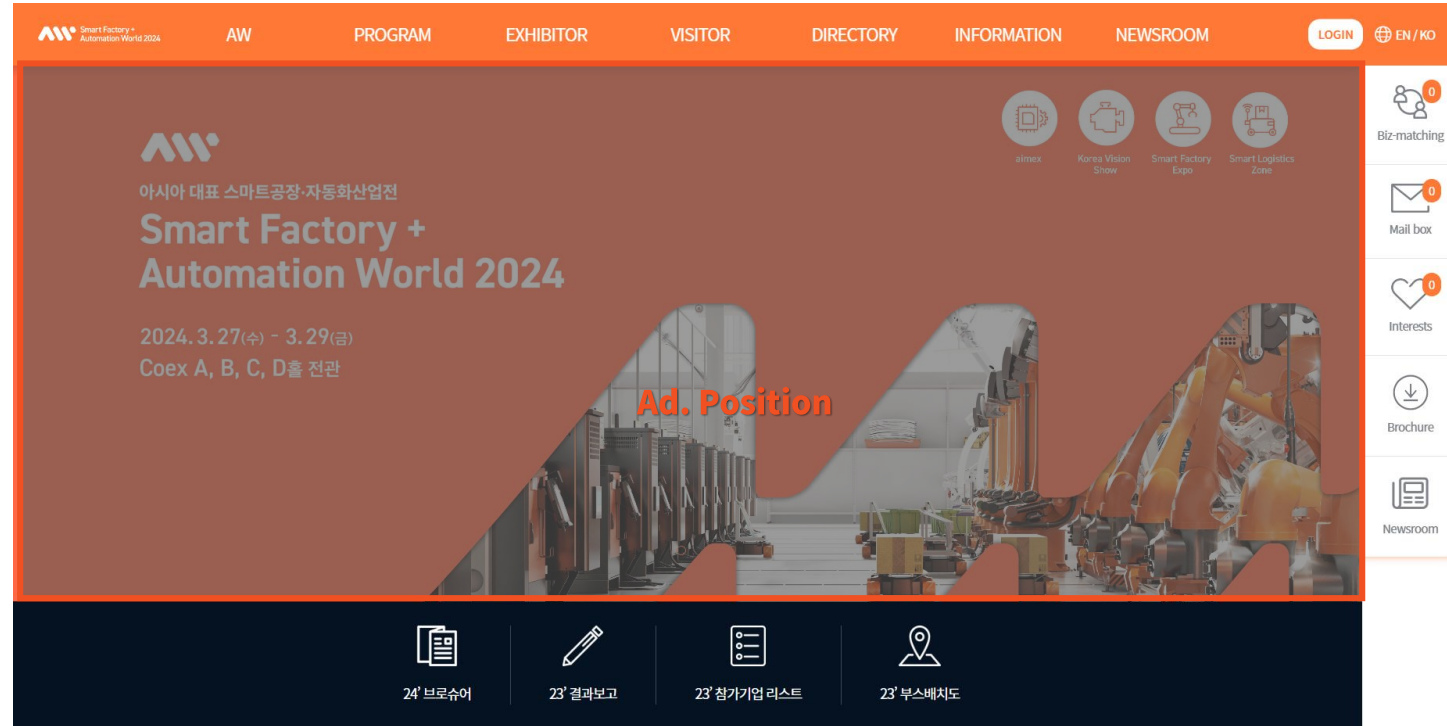 Smart Factory +
Automation World 2024
AW
PROGRAM
EXHIBITOR
VISITOR
DIRECTORY
INFORMATION
NEWSROOM
LOGIN
EN / KO
아시아 대표 스마트공장·자동화산업전
Smart Factory +
Automation World 2024
2024.3.27(수) - 3.29(금)
Coex A, B, C, D홀 전관
aimex
Korea Vision
Show
Smart Factory
Expo
Smart Logistics
Zone
Ad. Position
0
Biz-matching
0
Mail box
0
Interests
Brochure
Newsroom
24' 브로슈어
23' 결과보고
23' 참가기업 리스트
23' 부스배치도